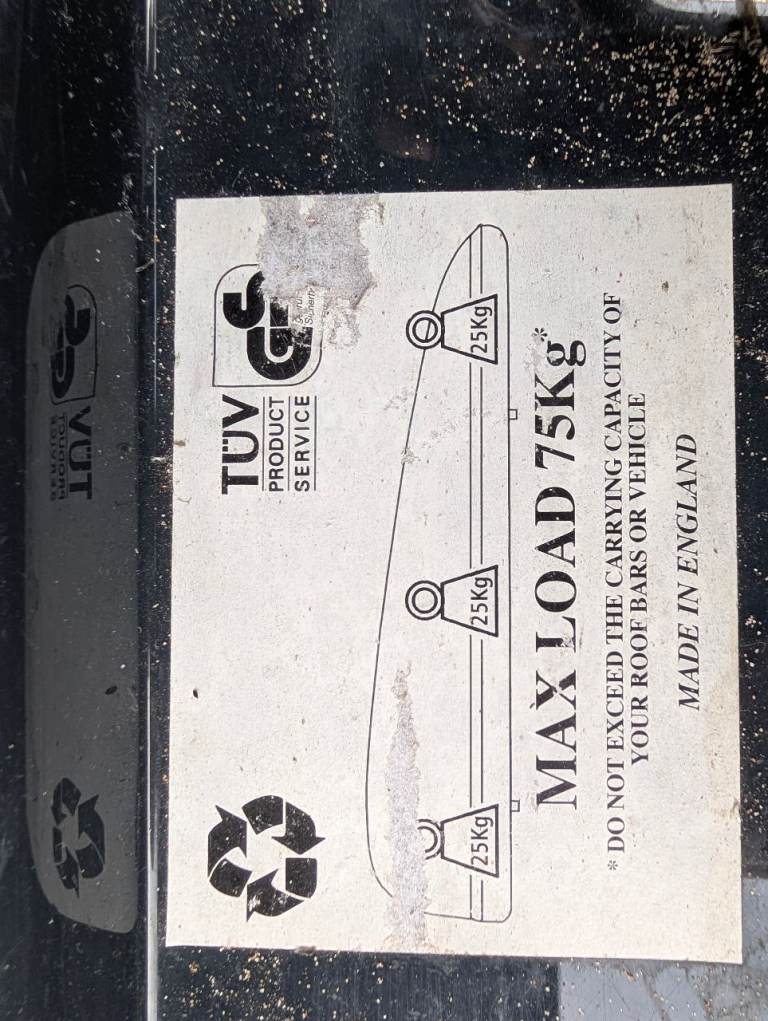 TÜV
PRODUCT
SERVICE
GS
25Kg
25Kg
25Kg
MAX LOAD 75Kg*
* DO NOT EXCEED THE CARRYING CAPACITY OF
YOUR ROOF BARS OR VEHICLE
MADE IN ENGLAND